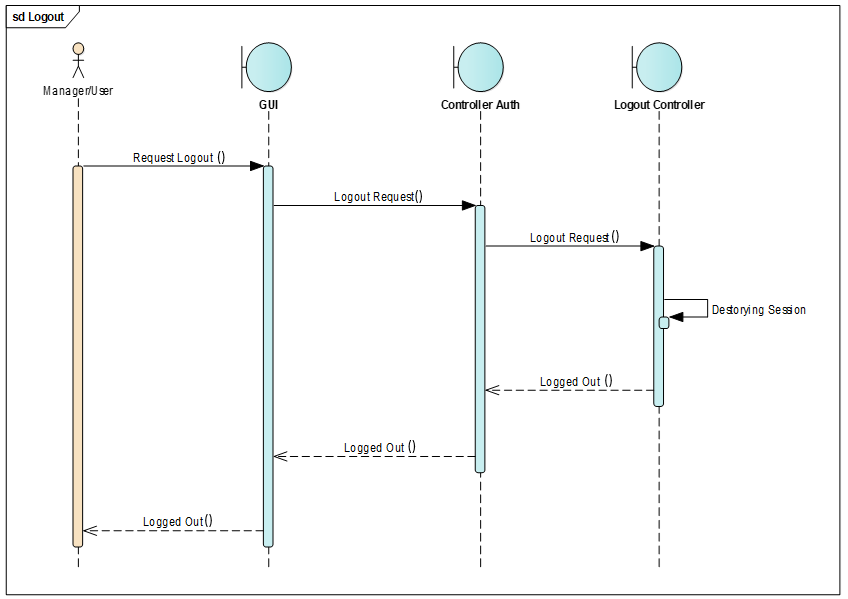 sd Logout
Manager/User
GUI
Controller Auth
Logout Controller
Request Logout ()
Logout Request()
Logout Request()
Destorying Session
Logged Out ()
Logged Out ()
Logged Out()